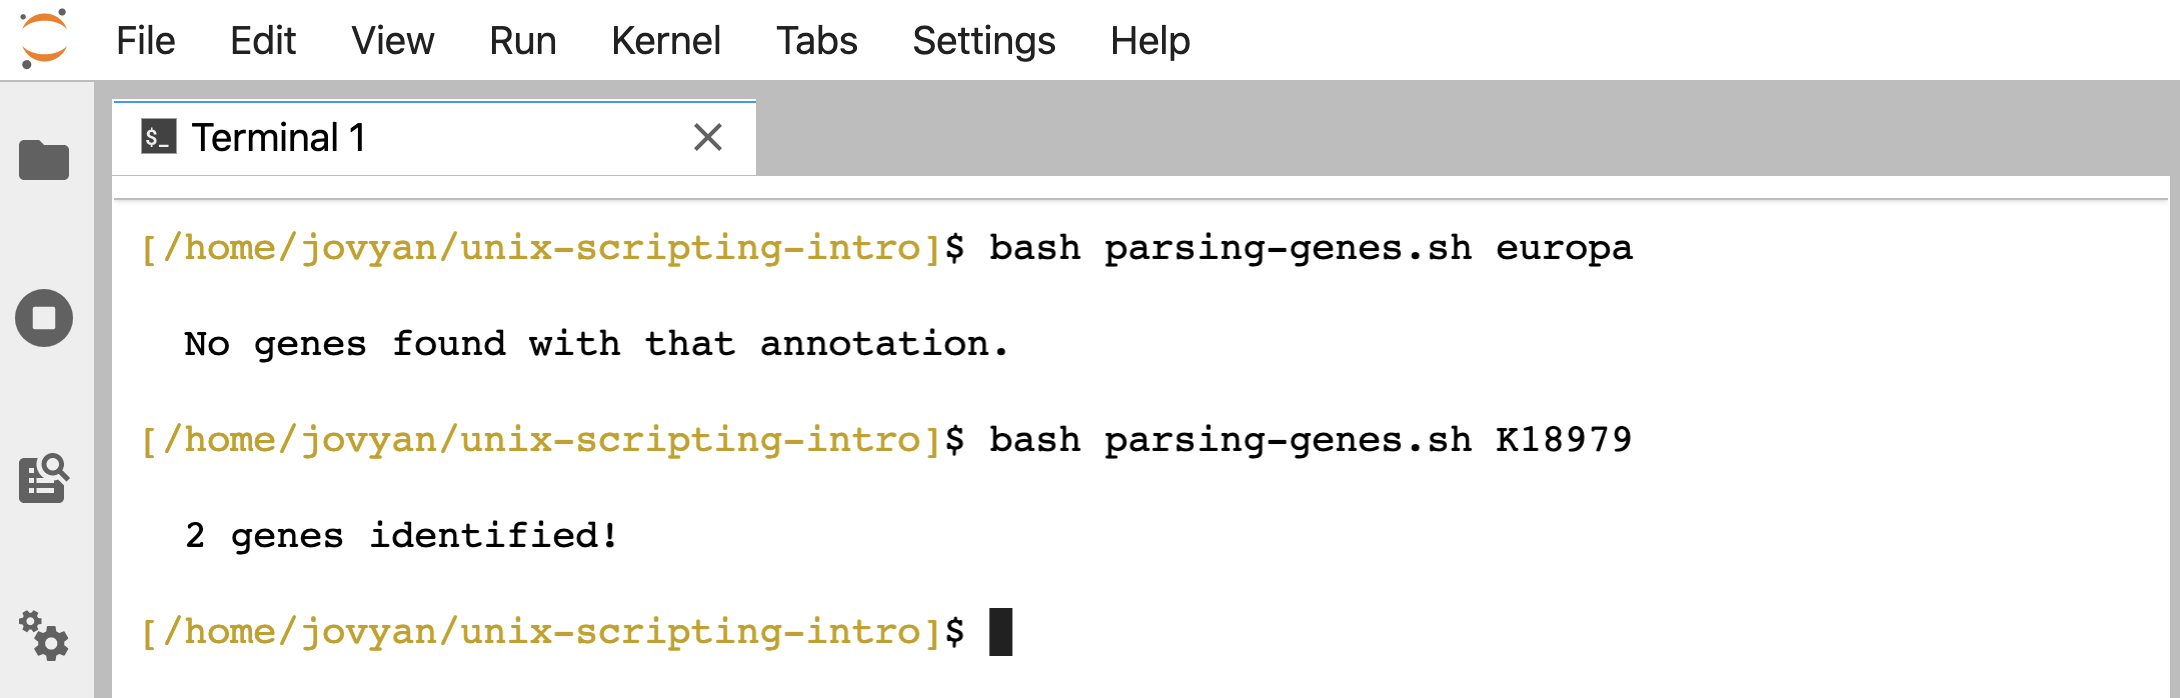 File Edit View Run Kernel Tabs Settings Help
$_ Terminal 1
[/home/jovyan/unix-scripting-intro]$ bash parsing-genes.sh europa
No genes found with that annotation.
[/home/jovyan/unix-scripting-intro]$ bash parsing-genes.sh K18979
2 genes identified!
[/home/jovyan/unix-scripting-intro]$